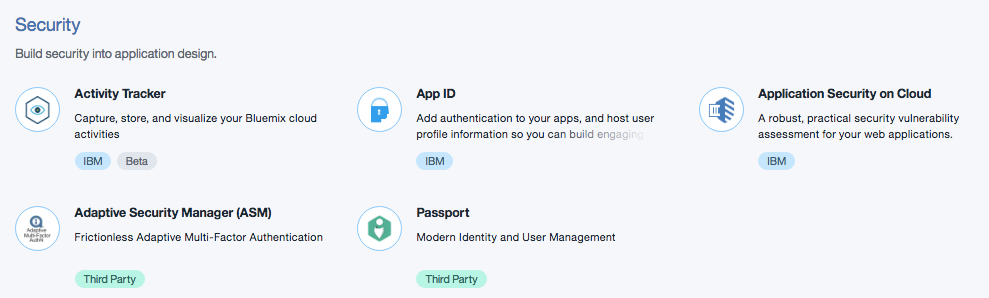 Security
Build security into application design.
Activity Tracker
Capture, store, and visualize your Bluemix cloud
activities
IBM Beta
App ID
Add authentication to your apps, and host user
profile information so you can build engaging
IBM
Application Security on Cloud
A robust, practical security vulnerability
assessment for your web applications.
IBM
Adaptive
Multi-Factor
AuthN
Adaptive Security Manager (ASM)
Frictionless Adaptive Multi-Factor Authentication
Third Party
Passport
Modern Identity and User Management
Third Party